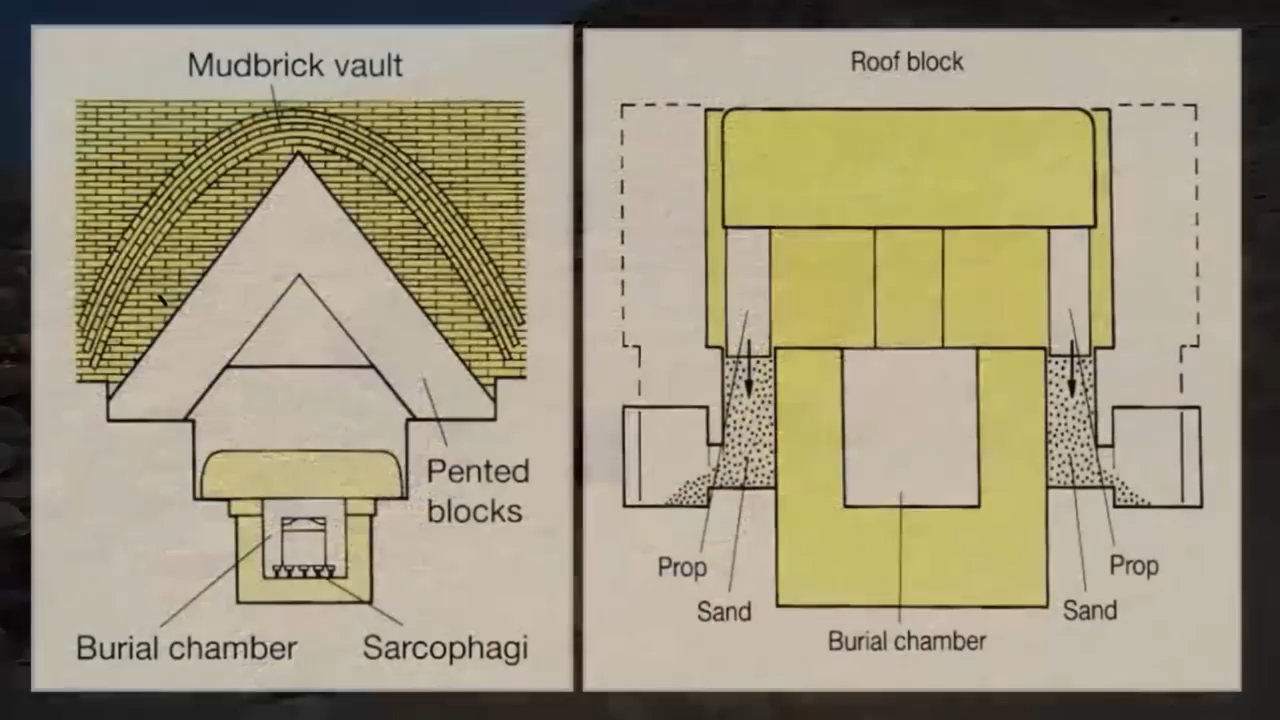 Mudbrick vault
Pented
blocks
Burial chamber
Sarcophagi
Roof block
Prop
Prop
Sand
Sand
Burial chamber